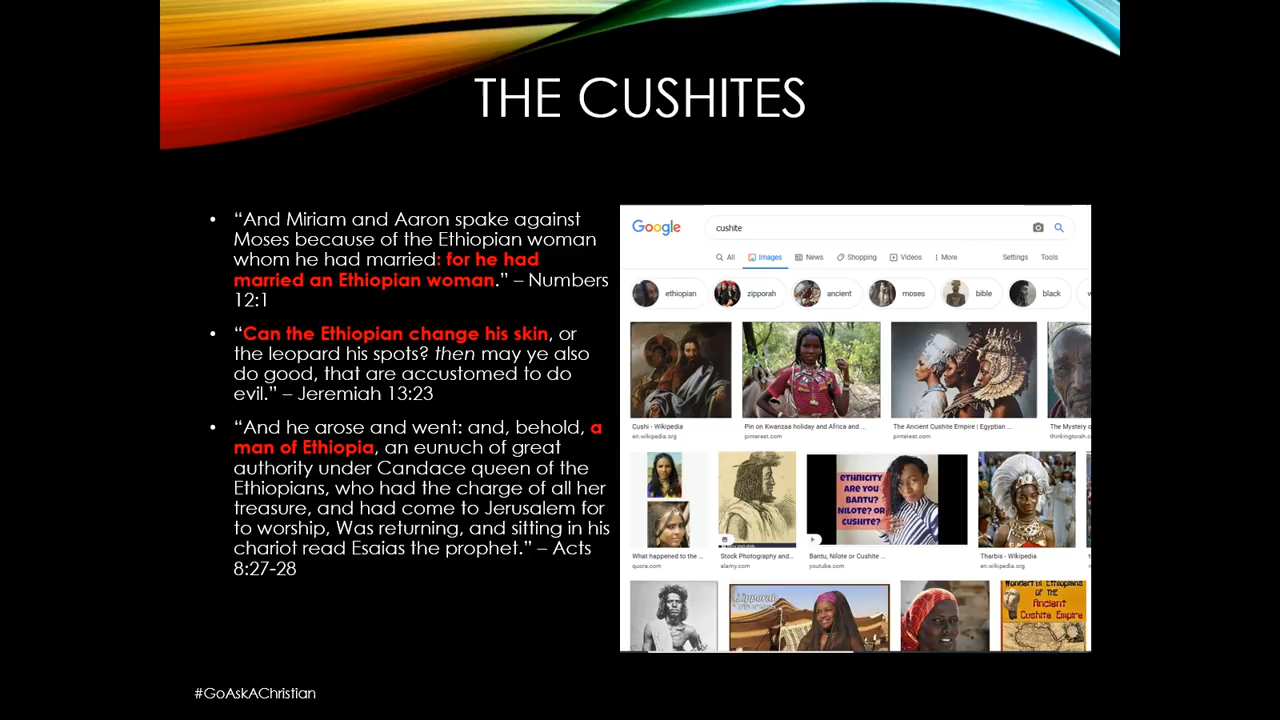 THE CUSHITES
• “And Miriam and Aaron spake against
Moses because of the Ethiopian woman
whom he had married: for he had
married an Ethiopian woman.” – Numbers
12:1
• “Can the Ethiopian change his skin, or
the leopard his spots? then may ye also
do good, that are accustomed to do
evil.” – Jeremiah 13:23
• “And he arose and went: and, behold, a
man of Ethiopia, an eunuch of great
authority under Candace queen of the
Ethiopians, who had the charge of all her
treasure, and had come to Jerusalem for
to worship, Was returning, and sitting in his
chariot read Esaias the prophet.” – Acts
8:27-28
Google
cushite
All Images News Shopping Videos More Settings Tools
ethiopian zipporah ancient moses bible black
Cushi - Wikipedia
en.wikipedia.org
Pin on Kwanzaa holiday and Africa and ...
pinterest.com
The Ancient Cushite Empire | Egyptian ...
pinterest.com
The Mystery o
thinkingtorah.c
ETHNICITY
ARE YOU
BANTU?
NILOTE? OR
CUSHITE?
What happened to the ...
quora.com
Stock Photography and...
alamy.com
Bantu, Nilote or Cushite ...
youtube.com
Tharbis - Wikipedia
en.wikipedia.org
Zipporah
Wonderful Ethiopians
OF THE
Ancient
Cushite Empire
#GoAskAChristian